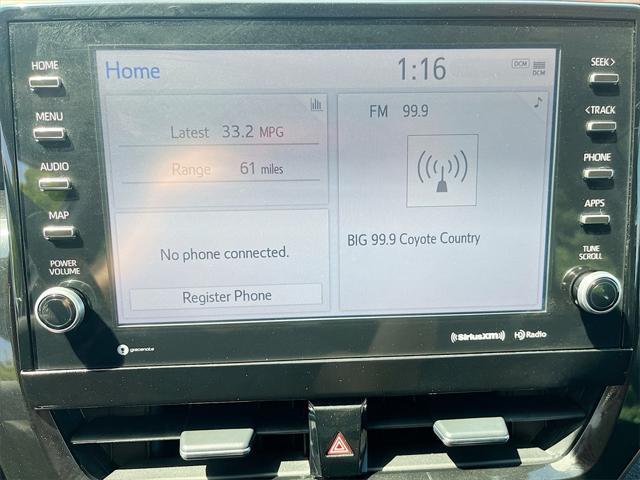 HOME
MENU
AUDIO
MAP
POWER
VOLUME
Home
1:16
DCM
DCM
Latest 33.2 MPG
Range 61 miles
No phone connected.
Register Phone
FM 99.9
BIG 99.9 Coyote Country
SEEK >
< TRACK
PHONE
APPS
TUNE
SCROLL
gracenote
((SiriusXM))
HD Radio